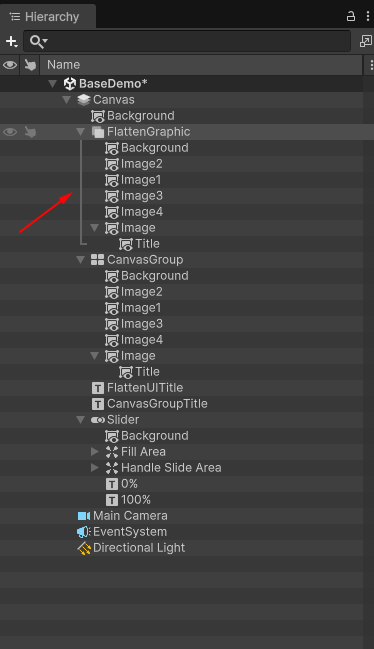 Hierarchy
Name
BaseDemo*
Canvas
Background
FlattenGraphic
Background
Image2
Image1
Image3
Image4
Image
Title
CanvasGroup
Background
Image2
Image1
Image3
Image4
Image
Title
FlattenUITitle
CanvasGroupTitle
Slider
Background
Fill Area
Handle Slide Area
0%
100%
Main Camera
EventSystem
Directional Light